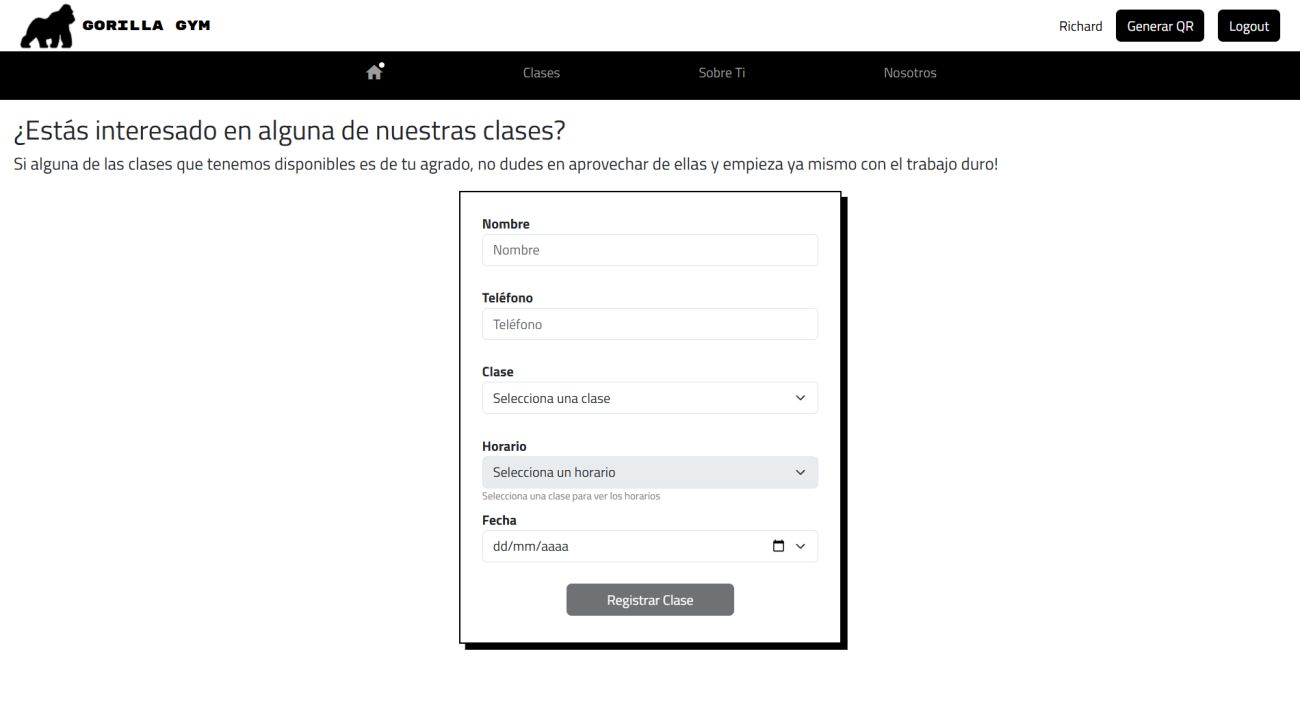 GORILLA GYM
Richard
Generar QR
Logout
Clases
Sobre Ti
Nosotros
¿Estás interesado en alguna de nuestras clases?
Si alguna de las clases que tenemos disponibles es de tu agrado, no dudes en aprovechar de ellas y empieza ya mismo con el trabajo duro!
Nombre
Nombre
Teléfono
Teléfono
Clase
Selecciona una clase
Horario
Selecciona un horario
Selecciona una clase para ver los horarios
Fecha
dd/mm/aaaa
Registrar Clase